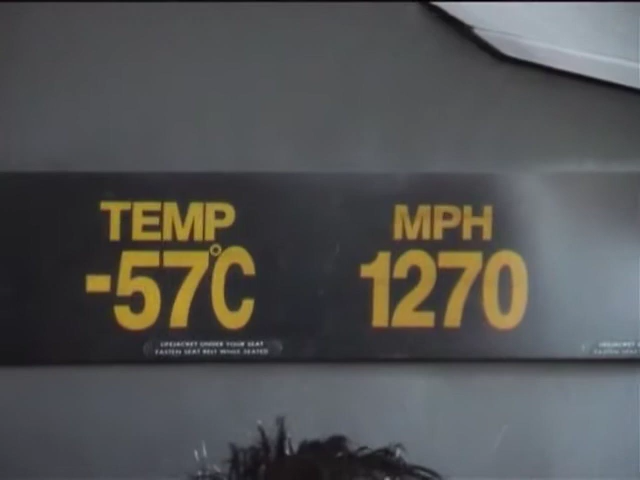 TEMP MPH
-57°C 1270
LIFEJACKET UNDER YOUR SEAT
FASTEN SEAT BELT WHILE SEATED